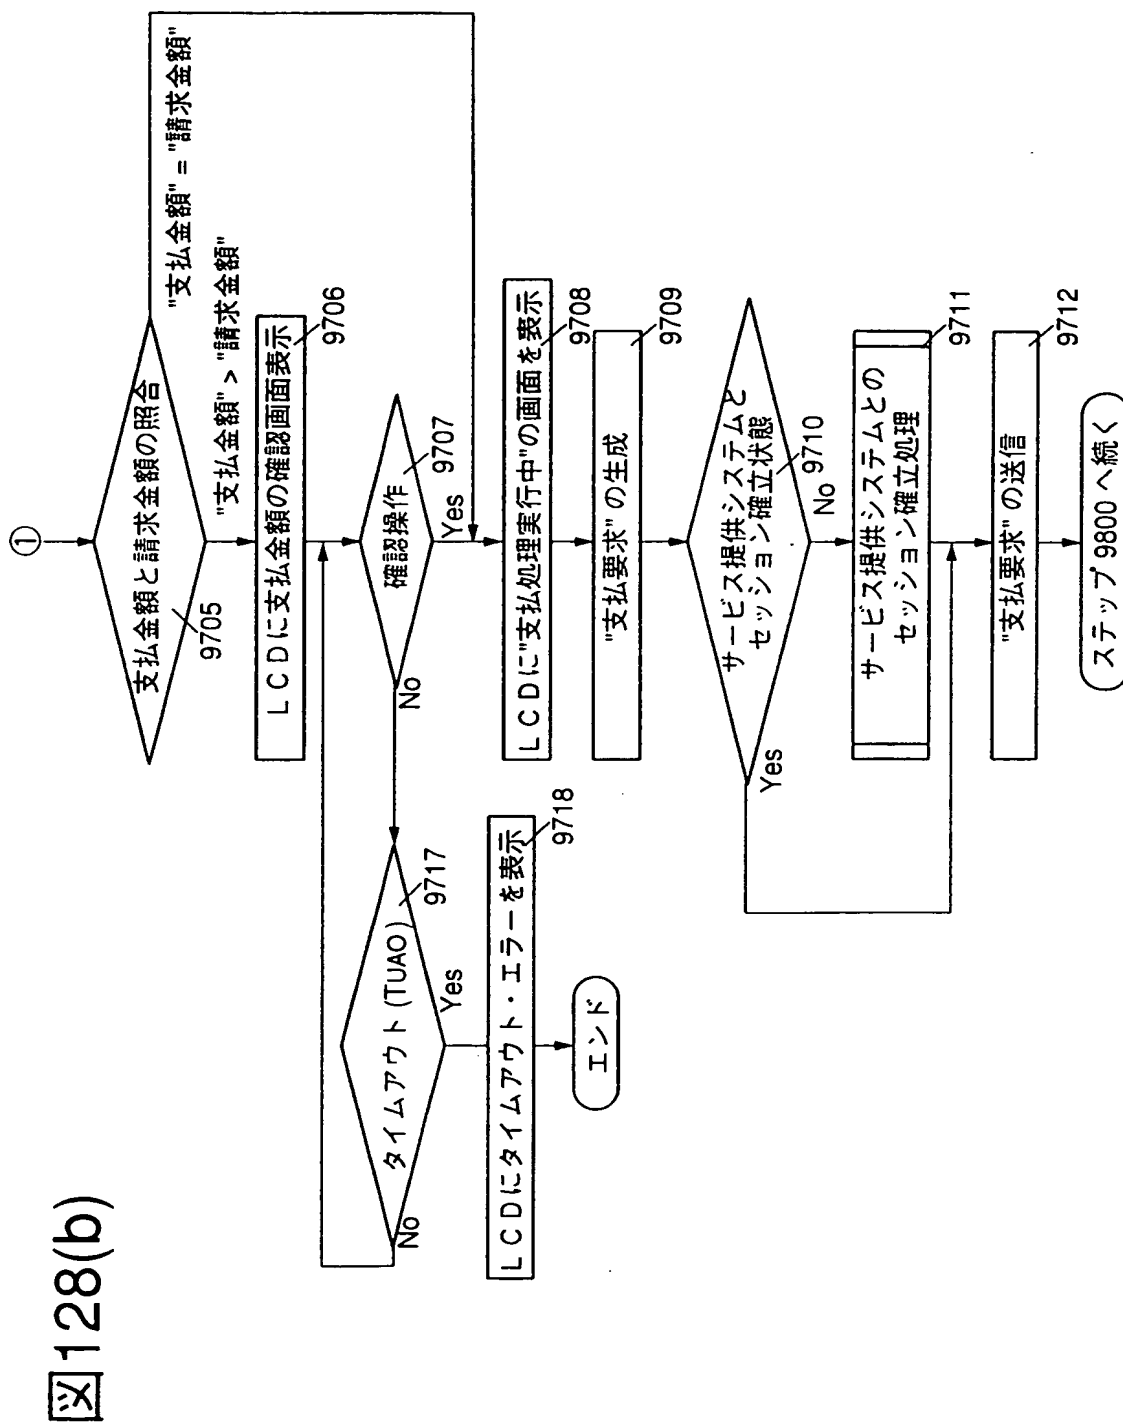 図128(b)
①
支払金額と請求金額の照合
9705
"支払金額" = "請求金額"
"支払金額" > "請求金額"
LCDに支払金額の確認画面表示
9706
確認操作
9707
No
Yes
タイムアウト(TUAO)
9717
No
Yes
LCDにタイムアウト・エラーを表示
9718
エンド
LCDに"支払処理実行中"の画面を表示
9708
"支払要求"の生成
9709
サービス提供システムと
セッション確立状態
9710
Yes
No
サービス提供システムとの
セッション確立処理
9711
"支払要求"の送信
9712
ステップ 9800 へ続く